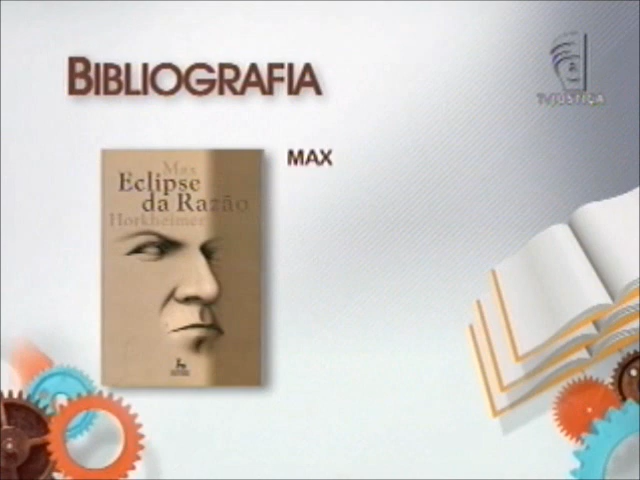 BIBLIOGRAFIA
TV JUSTIÇA
MAX
Max
Eclipse
da Razão
Horkheimer